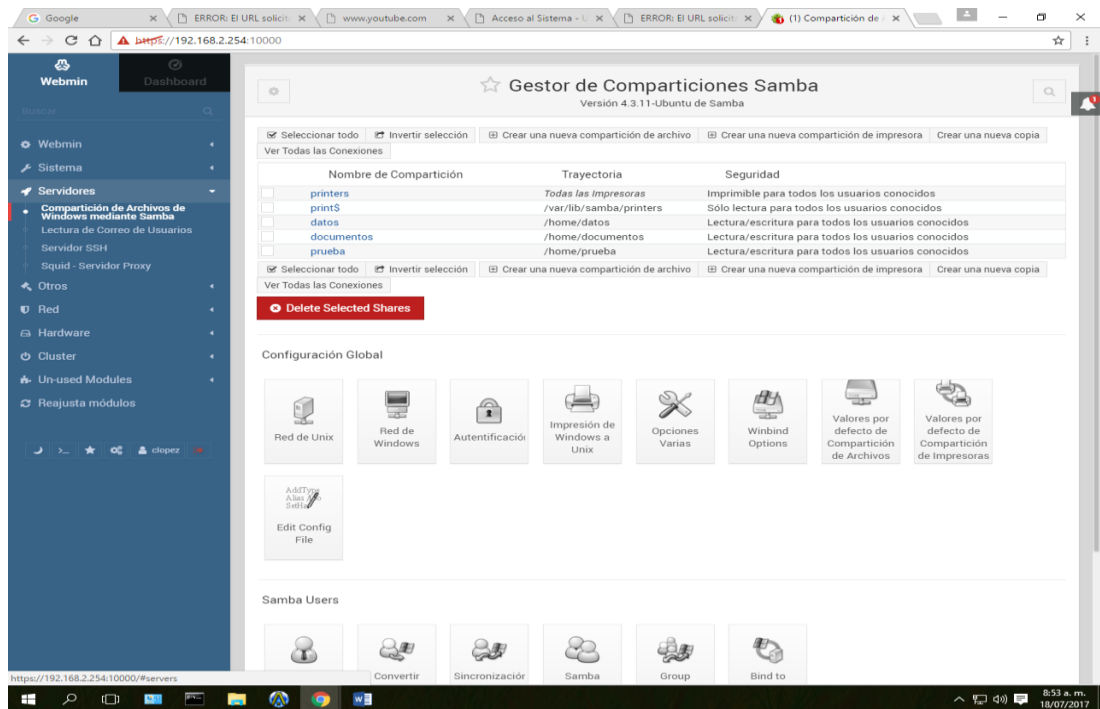 Google
ERROR: El URL solicit
www.youtube.com
Acceso al Sistema - L
ERROR: El URL solicit
(1) Compartición de A
https://192.168.2.254:10000
Webmin
Dashboard
Buscar
Webmin
Sistema
Servidores
Compartición de Archivos de
Windows mediante Samba
Lectura de Correo de Usuarios
Servidor SSH
Squid - Servidor Proxy
Otros
Red
Hardware
Cluster
Un-used Modules
Reajusta módulos
clopez
Gestor de Comparticiones Samba
Versión 4.3.11-Ubuntu de Samba
1
Seleccionar todo Invertir selección Crear una nueva compartición de archivo Crear una nueva compartición de impresora Crear una nueva copia
Ver Todas las Conexiones
Nombre de Compartición Trayectoria Seguridad
printers Todas las Impresoras Imprimible para todos los usuarios conocidos
print$ /var/lib/samba/printers Sólo lectura para todos los usuarios conocidos
datos /home/datos Lectura/escritura para todos los usuarios conocidos
documentos /home/documentos Lectura/escritura para todos los usuarios conocidos
prueba /home/prueba Lectura/escritura para todos los usuarios conocidos
Seleccionar todo Invertir selección Crear una nueva compartición de archivo Crear una nueva compartición de impresora Crear una nueva copia
Ver Todas las Conexiones
Delete Selected Shares
Configuración Global
Red de Unix
Red de
Windows
Autentificación
Impresión de
Windows a
Unix
Opciones
Varias
Winbind
Options
Valores por
defecto de
Compartición
de Archivos
Valores por
defecto de
Compartición
de Impresoras
AddType
Alias
SetHa
Edit Config
File
Samba Users
Convertir
Sincronización
Samba
Group
Bind to
https://192.168.2.254:10000/#servers
8:53 a. m.
18/07/2017